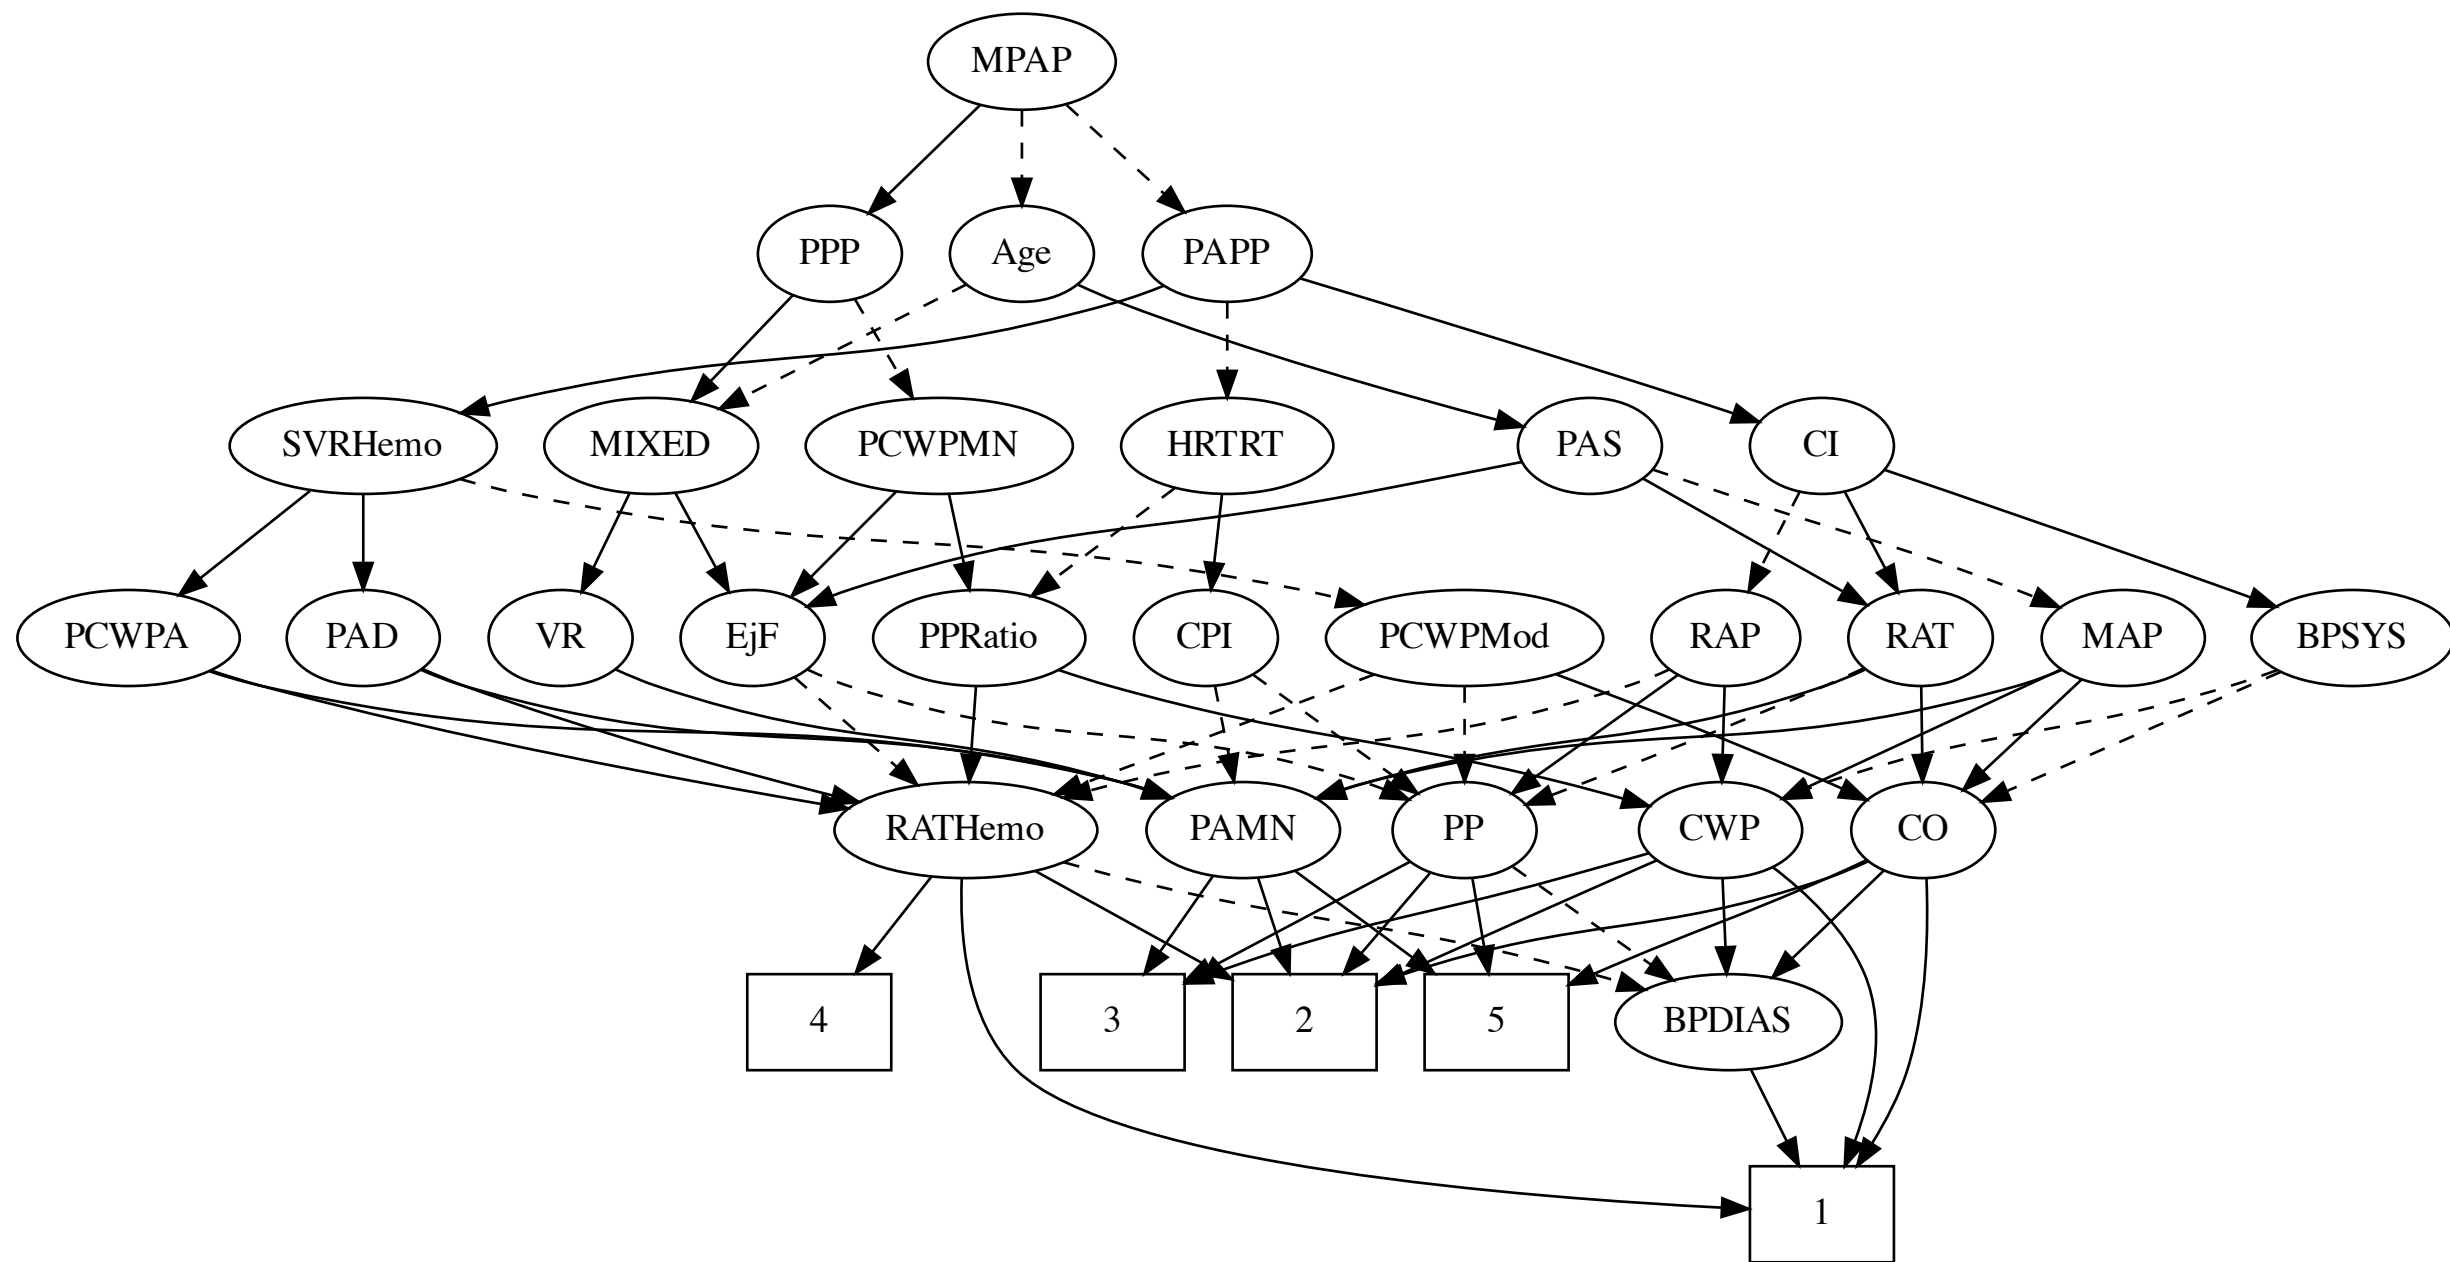 MPAP
PPP
Age
PAPP
SVRHemo
MIXED
PCWPMN
HRTRT
PAS
CI
PCWPA
PAD
VR
EjF
PPRatio
CPI
PCWPMod
RAP
RAT
MAP
BPSYS
RATHemo
PAMN
PP
CWP
CO
4
3
2
5
BPDIAS
1